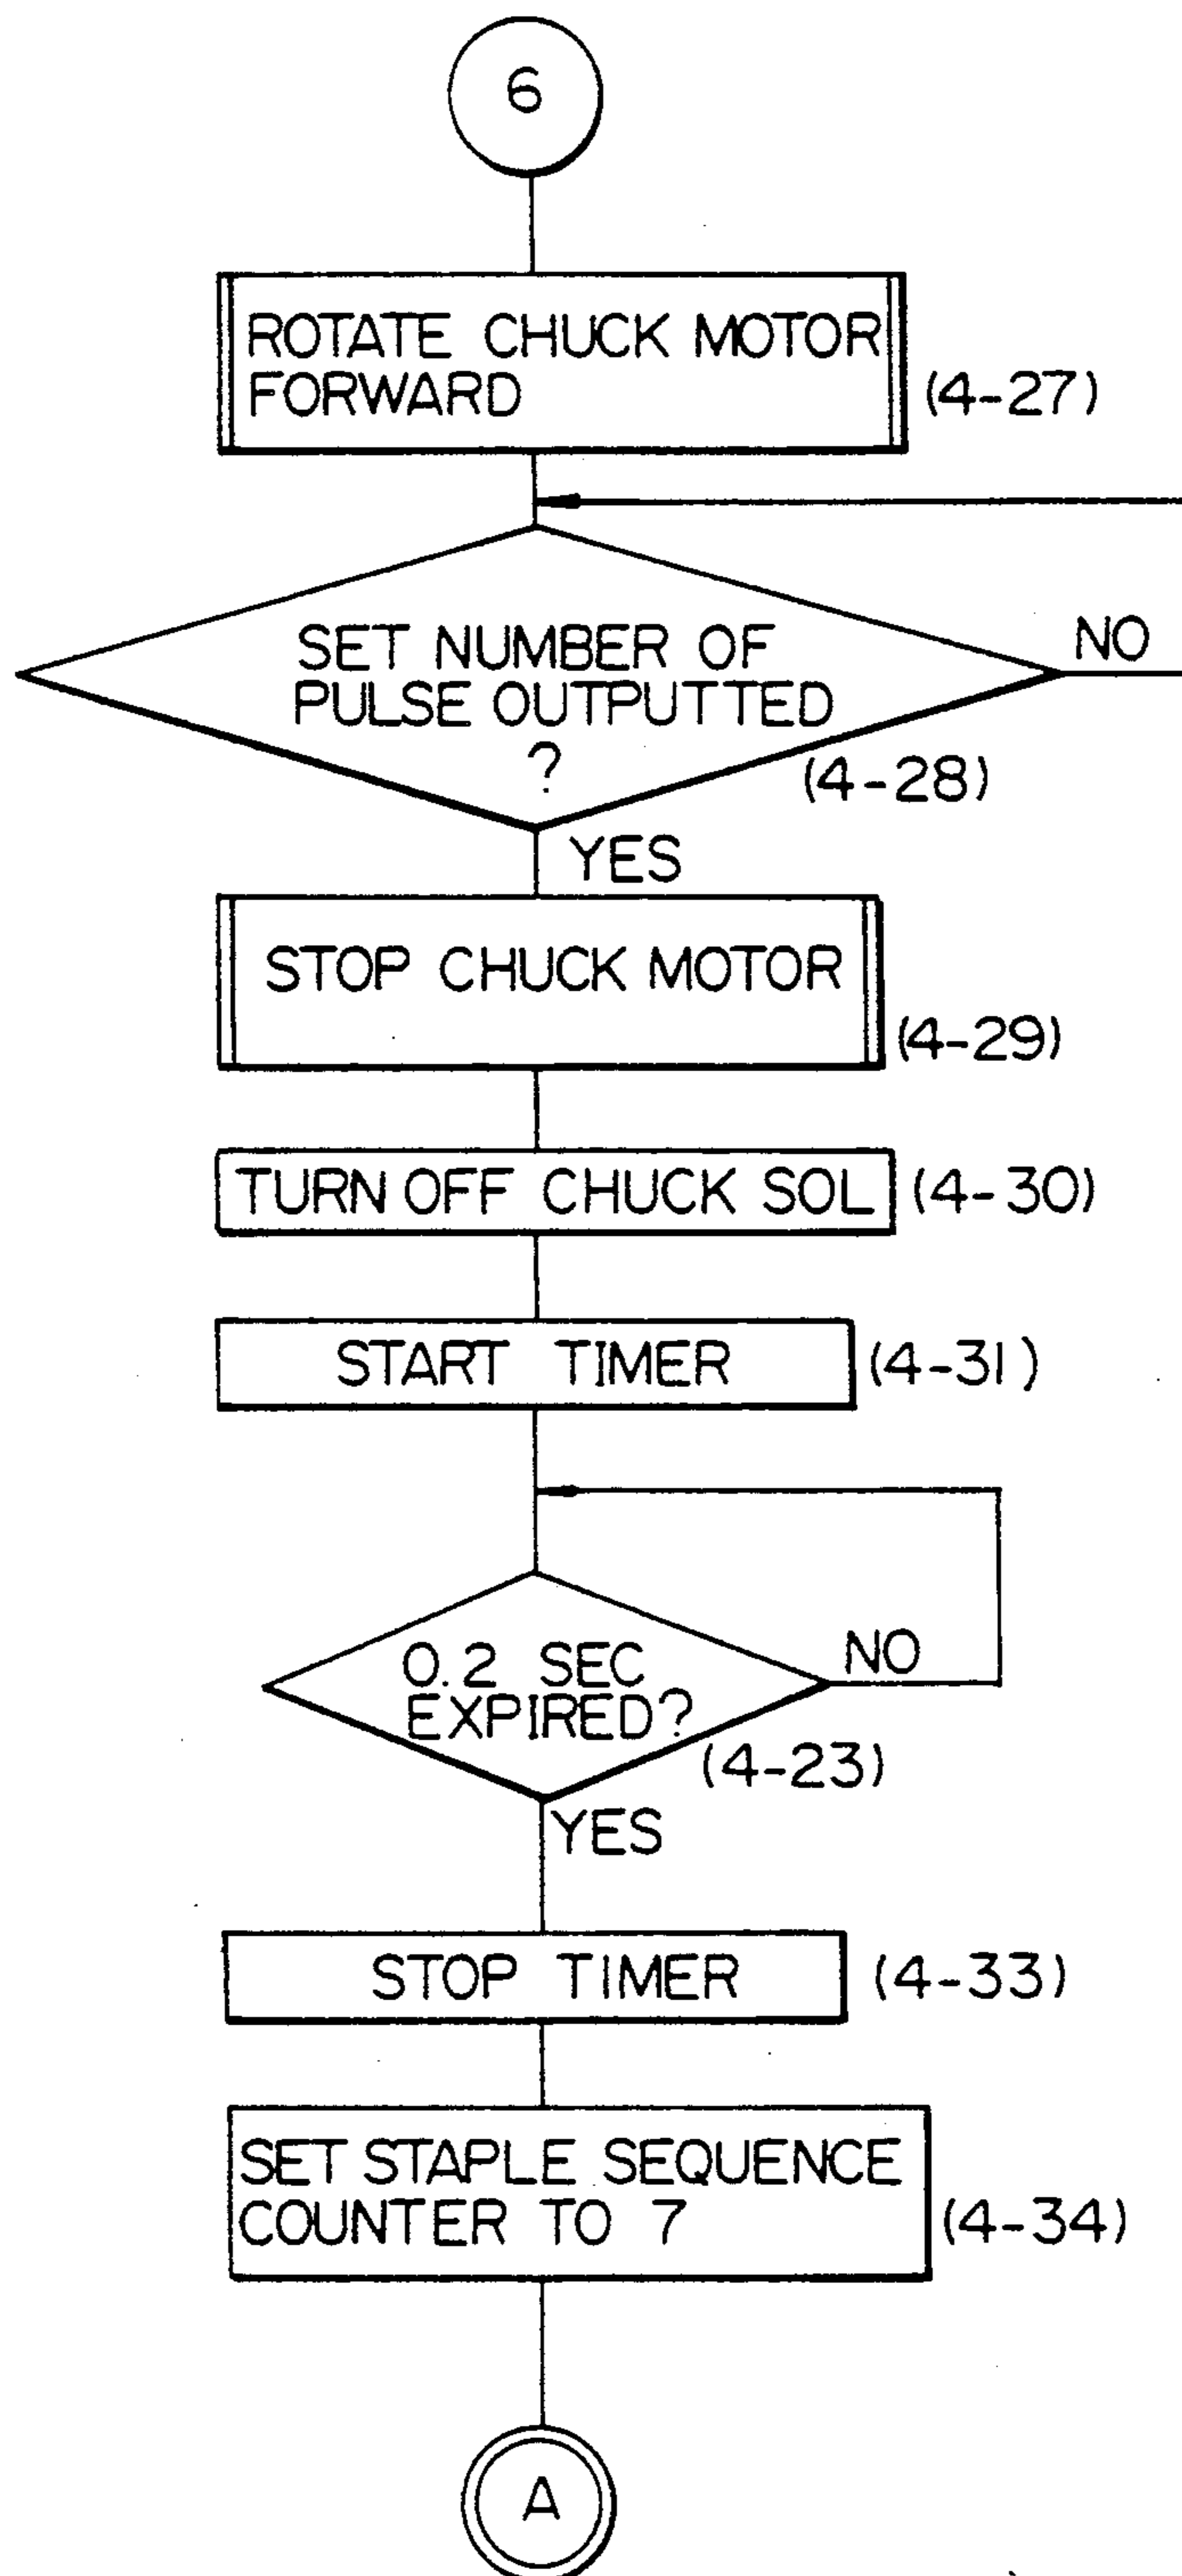 6
ROTATE CHUCK MOTOR
FORWARD
(4-27)
SET NUMBER OF
PULSE OUTPUTTED
?
NO
(4-28)
YES
STOP CHUCK MOTOR
(4-29)
TURN OFF CHUCK SOL (4-30)
START TIMER (4-31)
0.2 SEC
EXPIRED?
NO
(4-23)
YES
STOP TIMER (4-33)
SET STAPLE SEQUENCE
COUNTER TO 7
(4-34)
A